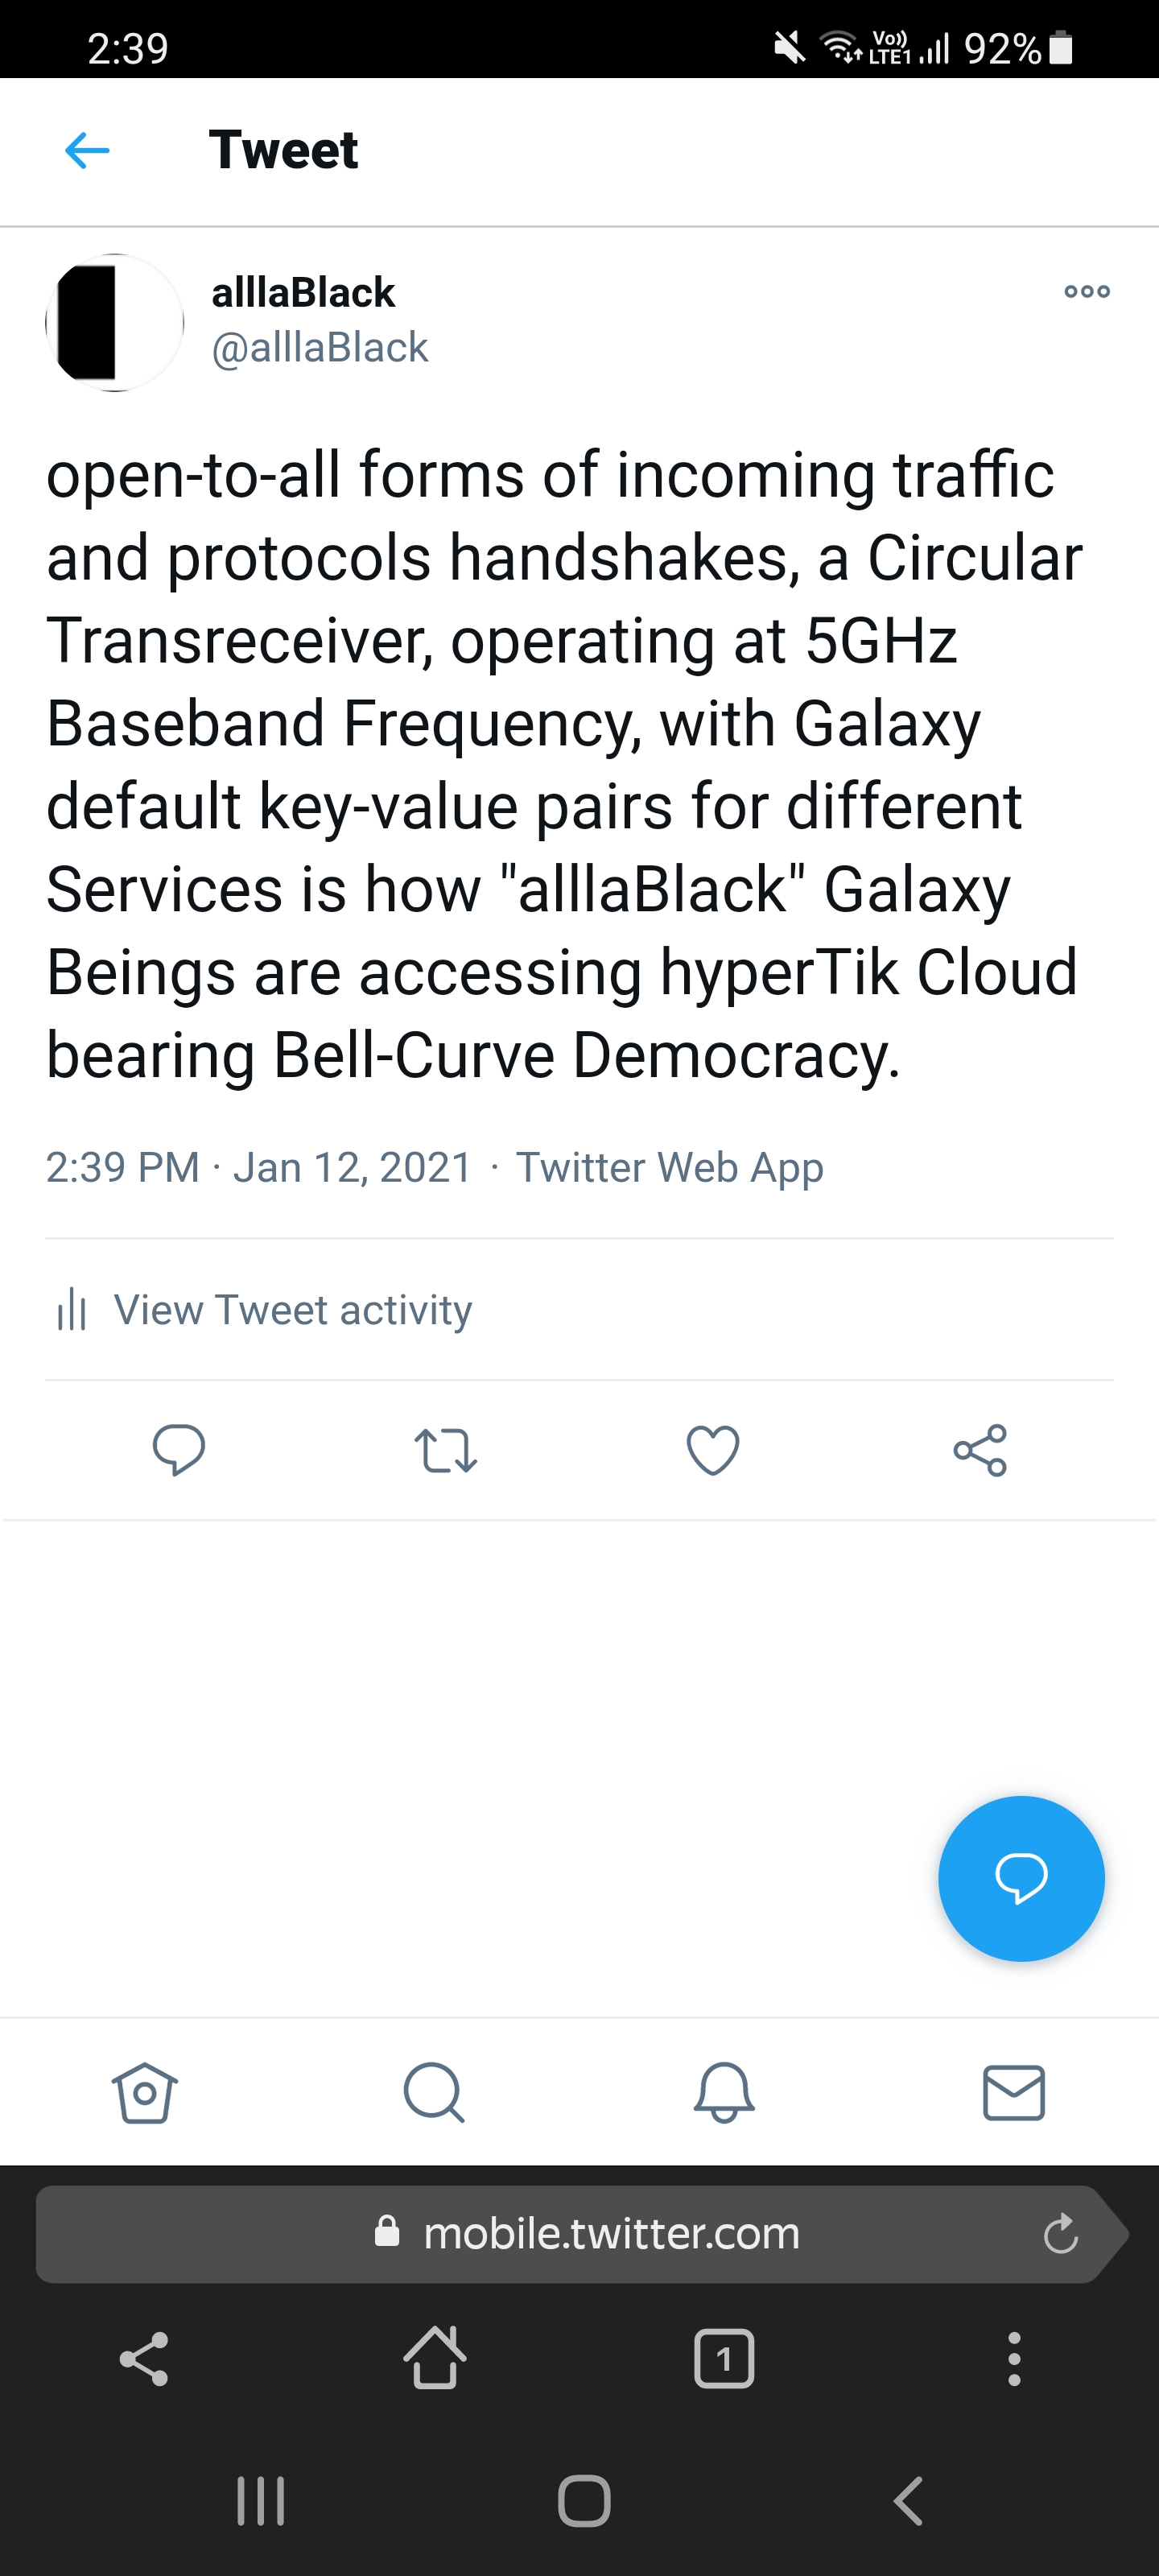 2:39
Vo)) LTE1 92%
Tweet
alllaBlack
@alllaBlack
open-to-all forms of incoming traffic
and protocols handshakes, a Circular
Transreceiver, operating at 5GHz
Baseband Frequency, with Galaxy
default key-value pairs for different
Services is how "alllaBlack" Galaxy
Beings are accessing hyperTik Cloud
bearing Bell-Curve Democracy.
2:39 PM · Jan 12, 2021 · Twitter Web App
View Tweet activity
mobile.twitter.com
1